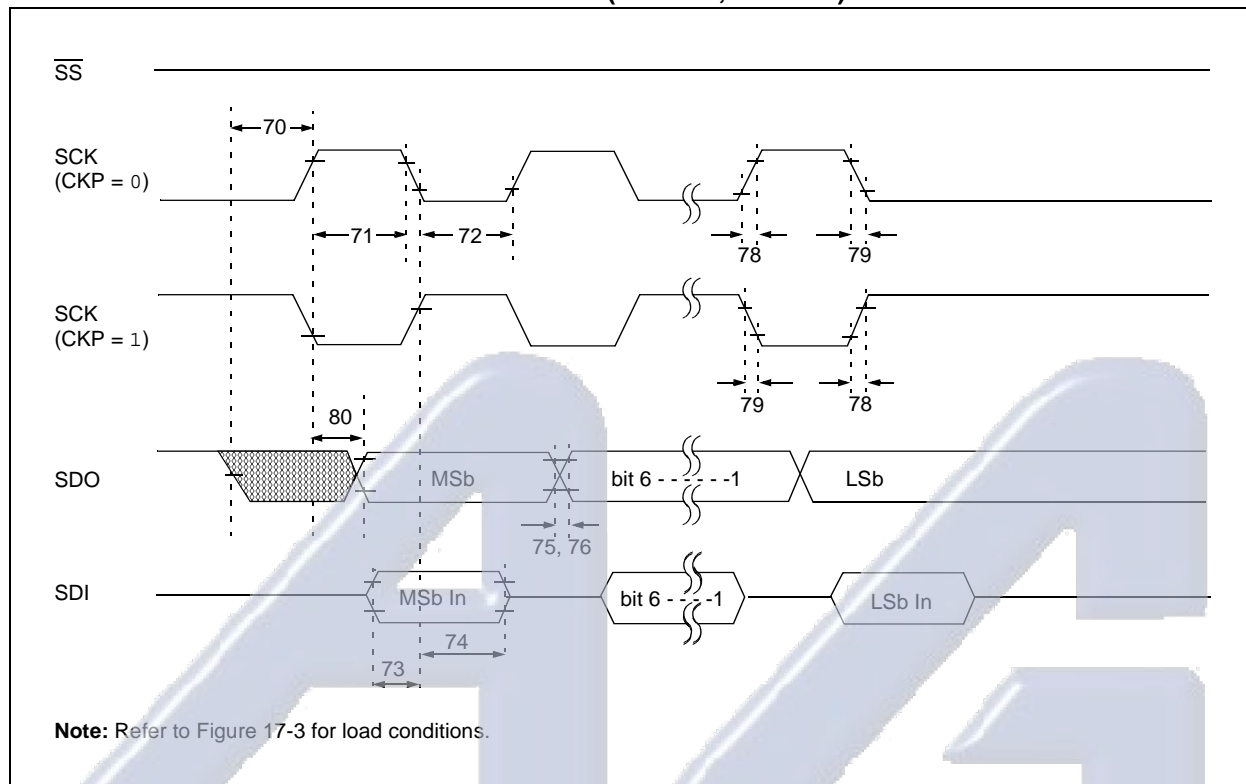 SS
70
SCK
(CKP = 0)
71
72
78
79
SCK
(CKP = 1)
79
78
80
SDO
MSb
bit 6 - - - - - -1
LSb
75, 76
SDI
MSb In
bit 6 - - - - -1
LSb In
74
73
Note: Refer to Figure 17-3 for load conditions.